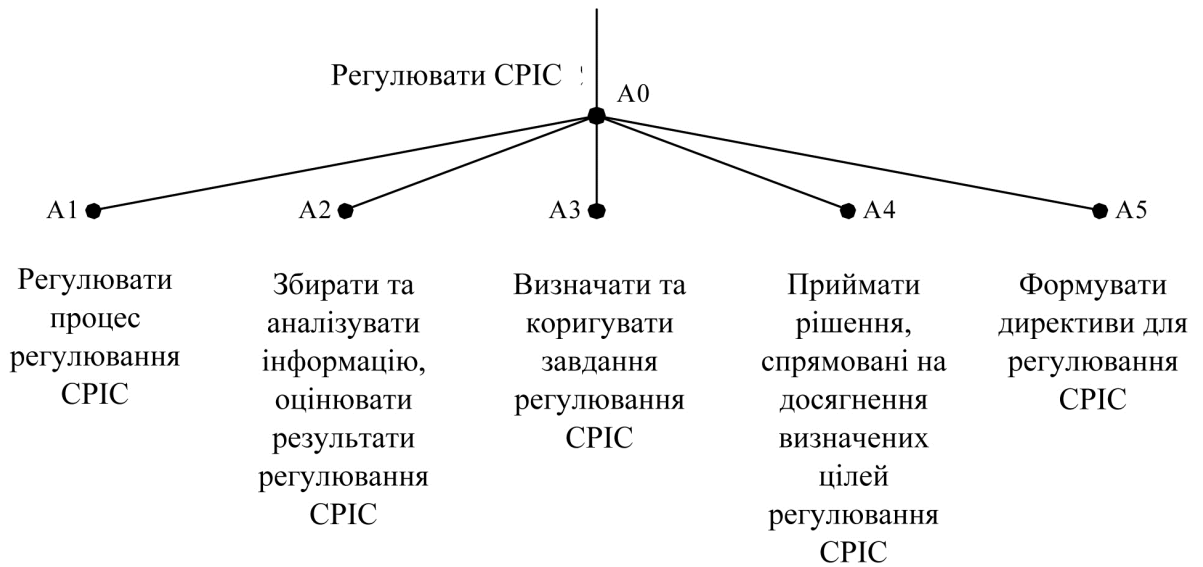 Регулювати СРІС
A0
A1
A2
A3
A4
A5
Регулювати
процес
регулювання
СРІС
Збирати та
аналізувати
інформацію,
оцінювати
результати
регулювання
СРІС
Визначати та
коригувати
завдання
регулювання
СРІС
Приймати
рішення,
спрямовані на
досягнення
визначених
цілей
регулювання
СРІС
Формувати
директиви для
регулювання
СРІС